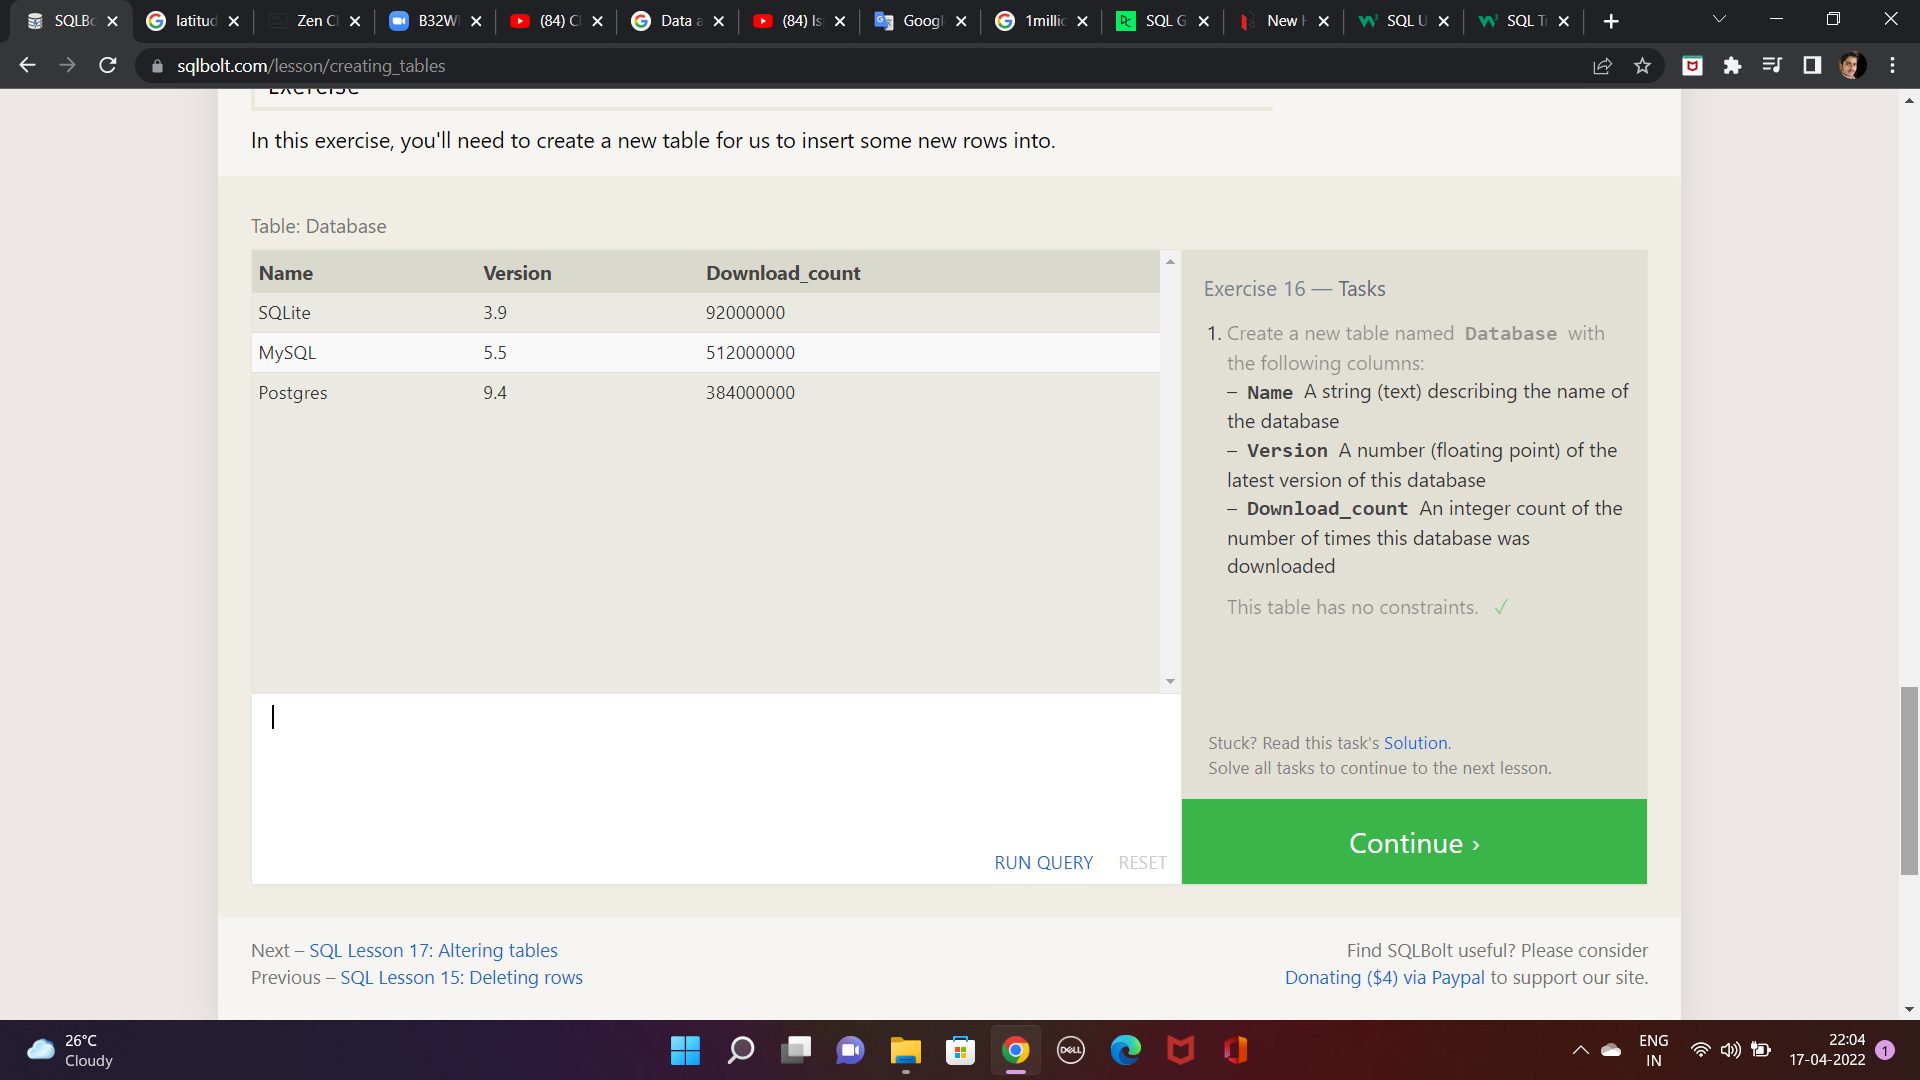 SQLBo
latitud
Zen Cl
B32W
(84) C
Data a
(84) Is
Googl
1millio
SQL G
New H
SQL U
SQL T
sqlbolt.com/lesson/creating_tables
Exercise
In this exercise, you'll need to create a new table for us to insert some new rows into.
Table: Database
Name Version Download_count
SQLite 3.9 92000000
MySQL 5.5 512000000
Postgres 9.4 384000000
Exercise 16 — Tasks
1. Create a new table named Database with
the following columns:
– Name A string (text) describing the name of
the database
– Version A number (floating point) of the
latest version of this database
– Download_count An integer count of the
number of times this database was
downloaded
This table has no constraints. ✓
Stuck? Read this task's Solution.
Solve all tasks to continue to the next lesson.
RUN QUERY RESET
Continue ›
Next – SQL Lesson 17: Altering tables
Previous – SQL Lesson 15: Deleting rows
Find SQLBolt useful? Please consider
Donating ($4) via Paypal to support our site.
26°C
Cloudy
DELL
ENG
IN
22:04
17-04-2022
1